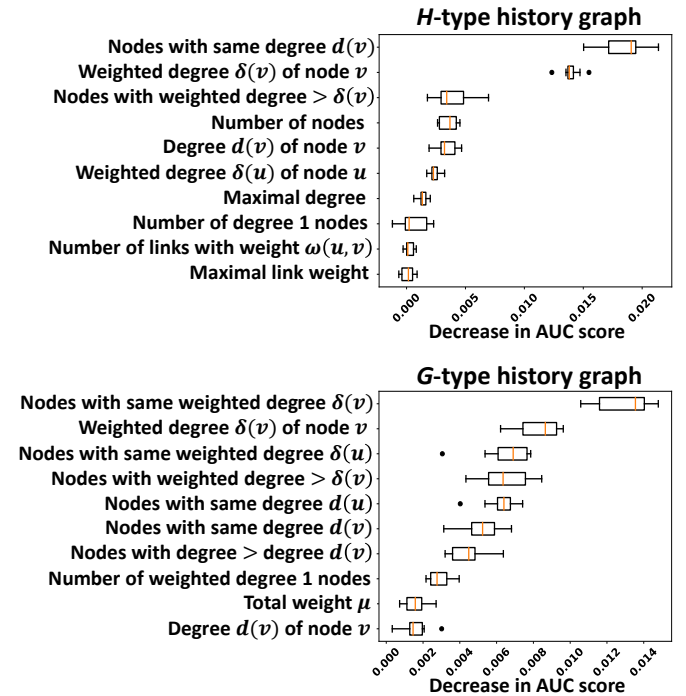 H-type history graph
Nodes with same degree d(v)
Weighted degree δ(v) of node v
Nodes with weighted degree > δ(v)
Number of nodes
Degree d(v) of node v
Weighted degree δ(u) of node u
Maximal degree
Number of degree 1 nodes
Number of links with weight ω(u,v)
Maximal link weight
0.000 0.005 0.010 0.015 0.020
Decrease in AUC score
G-type history graph
Nodes with same weighted degree δ(v)
Weighted degree δ(v) of node v
Nodes with same weighted degree δ(u)
Nodes with weighted degree > δ(v)
Nodes with same degree d(u)
Nodes with same degree d(v)
Nodes with degree > degree d(v)
Number of weighted degree 1 nodes
Total weight μ
Degree d(v) of node v
0.000 0.002 0.004 0.006 0.008 0.010 0.012 0.014
Decrease in AUC score